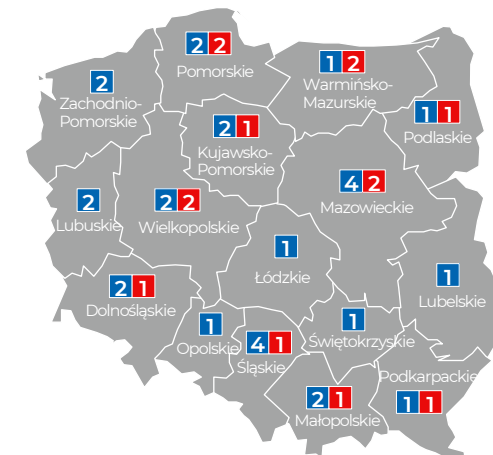 2 2
Pomorskie
1 2
Warmińsko-
Mazurskie
2
Zachodnio-
Pomorskie
1 1
Podlaskie
2 1
Kujawsko-
Pomorskie
4 2
Mazowieckie
2
Lubuskie
2 2
Wielkopolskie
1
Łódzkie
1
Lubelskie
2 1
Dolnośląskie
1
Opolskie
4 1
Śląskie
1
Świętokrzyskie
Podkarpackie
1 1
2 1
Małopolskie